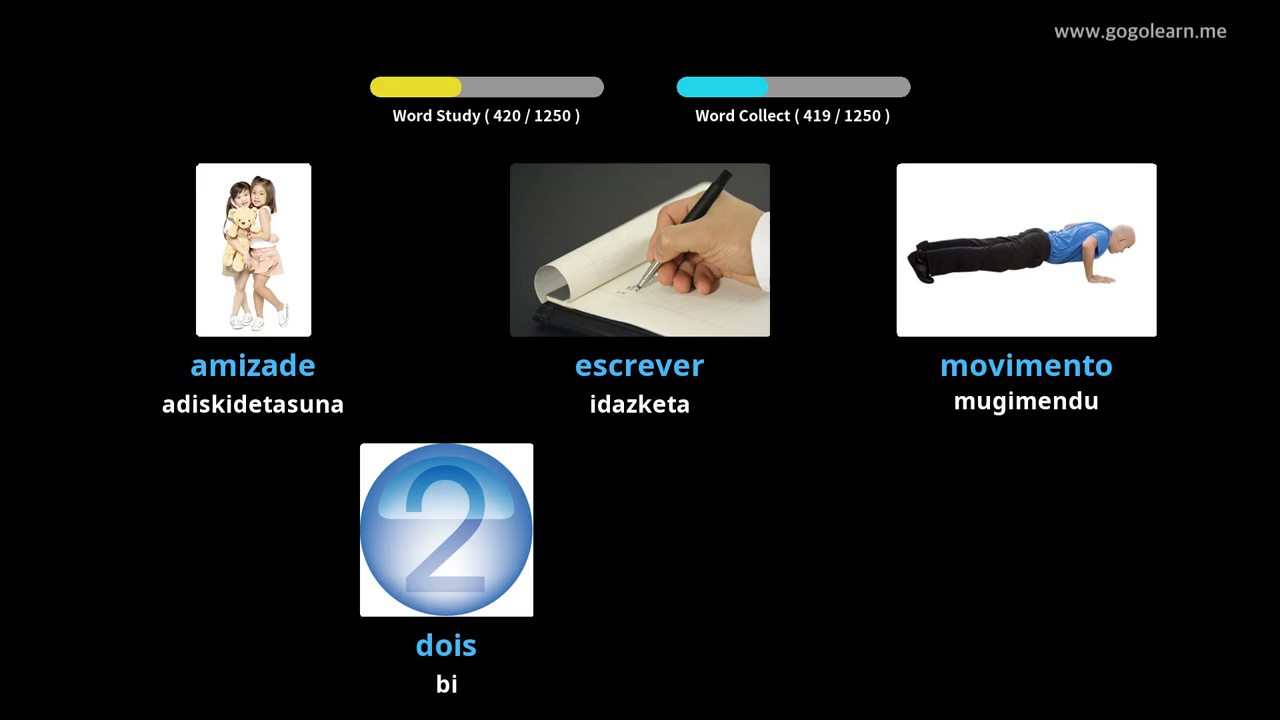 www.gogolearn.me
Word Study ( 420 / 1250 )
Word Collect ( 419 / 1250 )
amizade
adiskidetasuna
escrever
idazketa
movimento
mugimendu
2
dois
bi